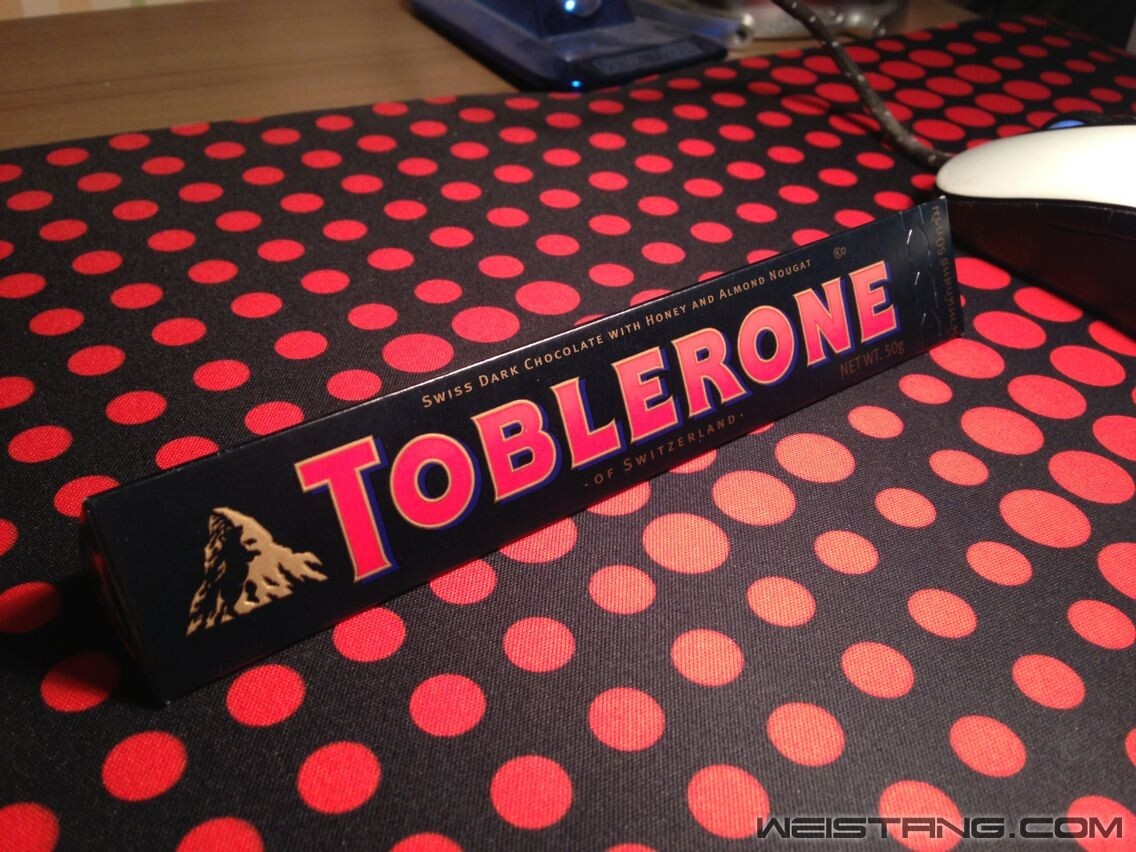 SWISS DARK CHOCOLATE WITH HONEY AND ALMOND NOUGAT
TOBLERONE
· OF SWITZERLAND ·
NET WT. 50g
WEISTANG.COM